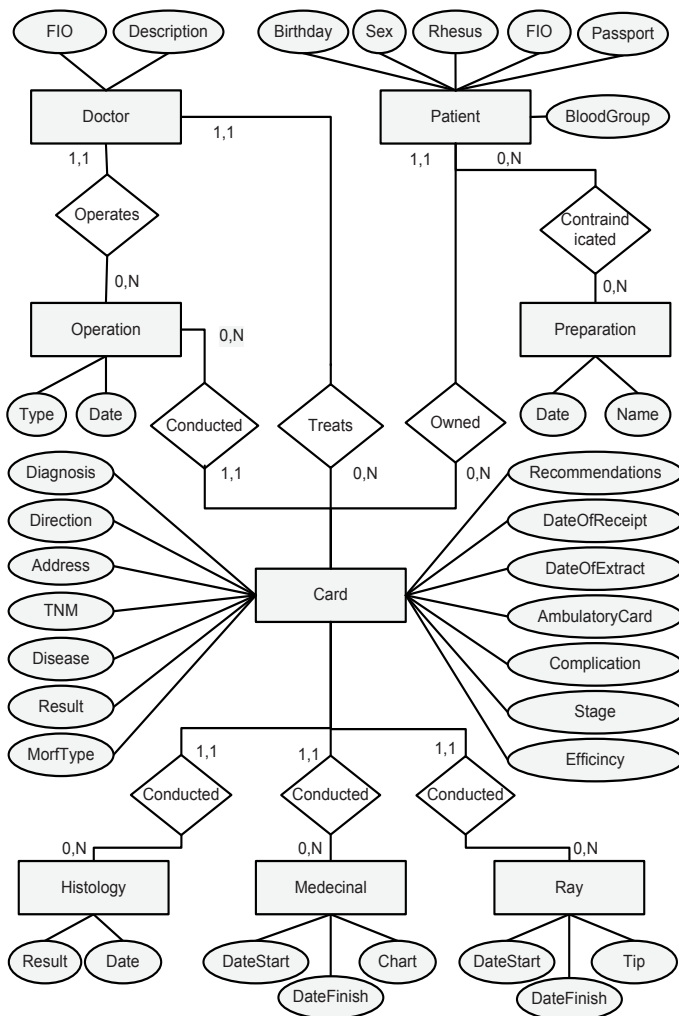 FIO
Description
Birthday
Sex
Rhesus
FIO
Passport
Doctor
Patient
BloodGroup
1,1
1,1
1,1
0,N
Operates
Contraind
icated
0,N
0,N
Operation
0,N
Preparation
Type
Date
Conducted
Treats
Owned
Date
Name
1,1
0,N
0,N
Diagnosis
Direction
Address
TNM
Disease
Result
MorfType
Card
Recommendations
DateOfReceipt
DateOfExtract
AmbulatoryCard
Complication
Stage
Efficincy
1,1
1,1
1,1
Conducted
Conducted
Conducted
0,N
0,N
0,N
Histology
Medecinal
Ray
Result
Date
DateStart
Chart
DateFinish
DateStart
Tip
DateFinish